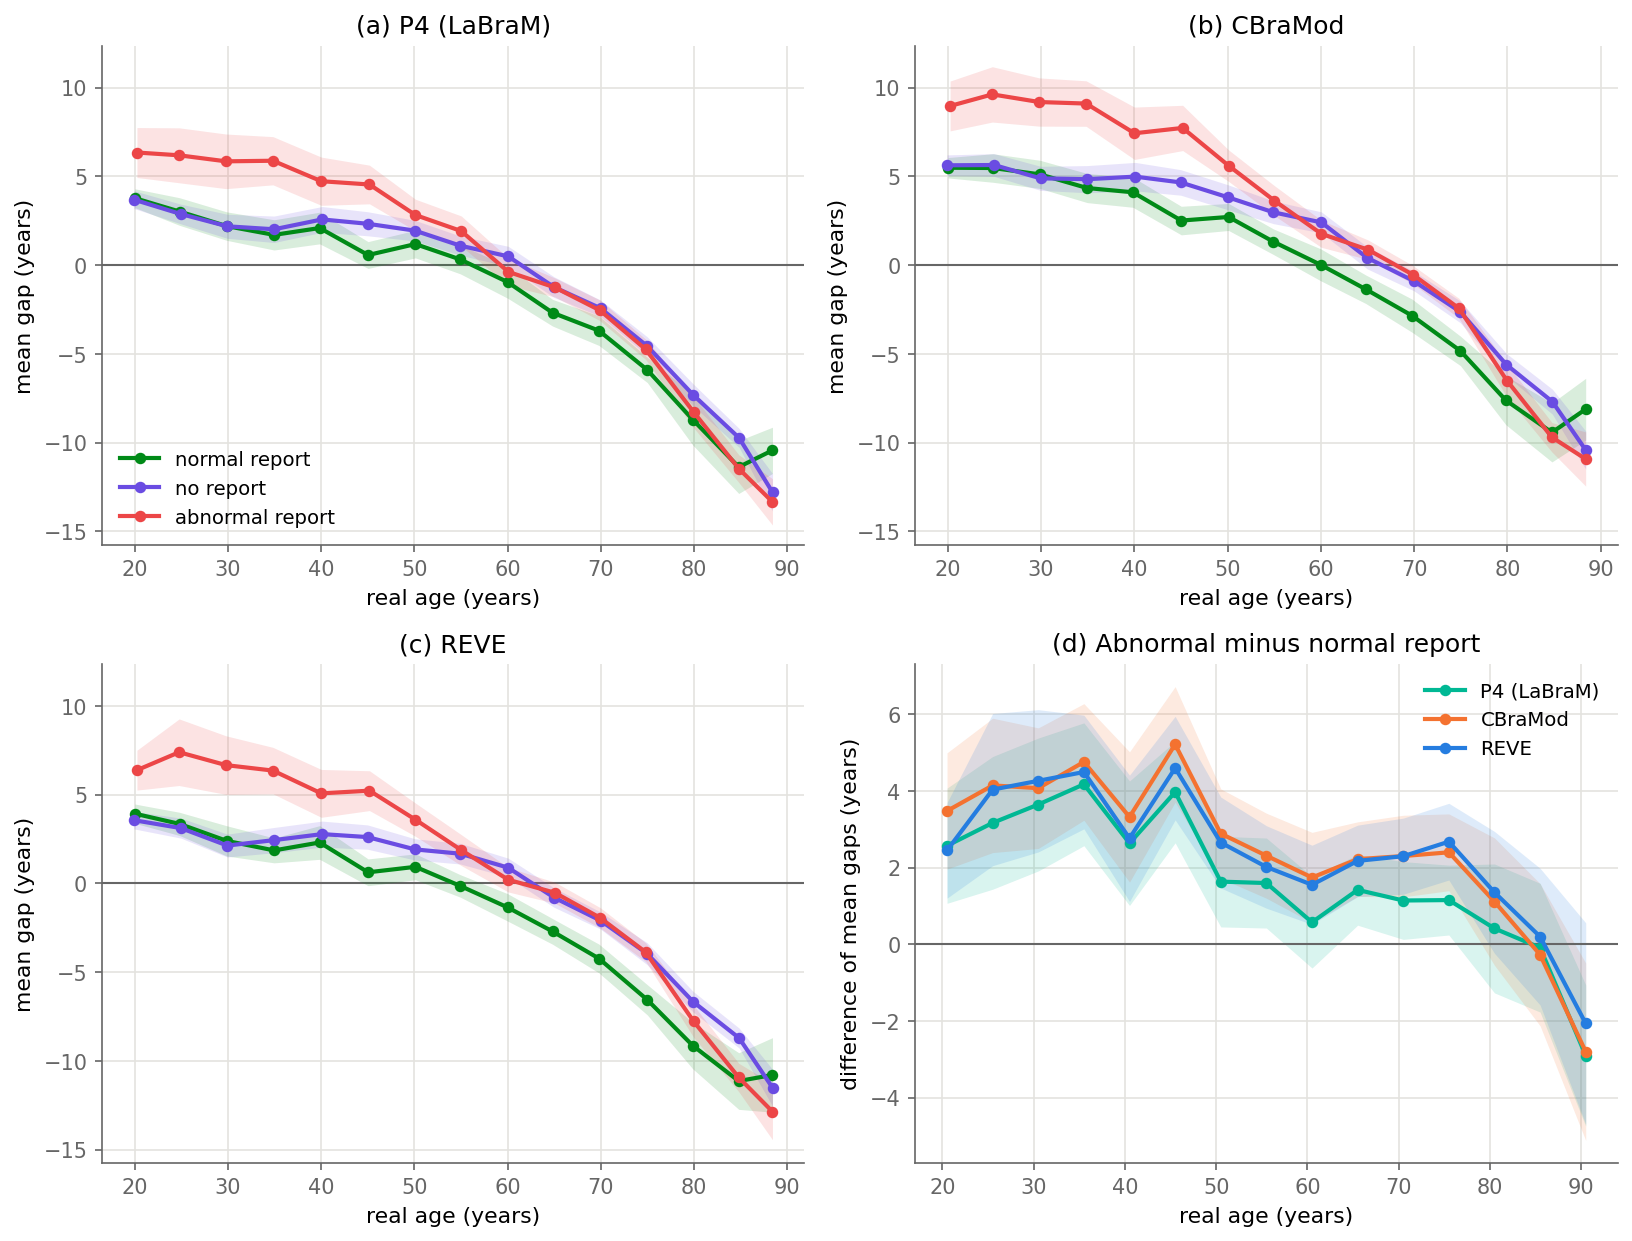 (a) P4 (LaBraM)
mean gap (years)
10
5
0
−5
−10
−15
normal report
no report
abnormal report
20 30 40 50 60 70 80 90
real age (years)
(b) CBraMod
mean gap (years)
10
5
0
−5
−10
−15
20 30 40 50 60 70 80 90
real age (years)
(c) REVE
mean gap (years)
10
5
0
−5
−10
−15
20 30 40 50 60 70 80 90
real age (years)
(d) Abnormal minus normal report
difference of mean gaps (years)
6
4
2
0
−2
−4
P4 (LaBraM)
CBraMod
REVE
20 30 40 50 60 70 80 90
real age (years)